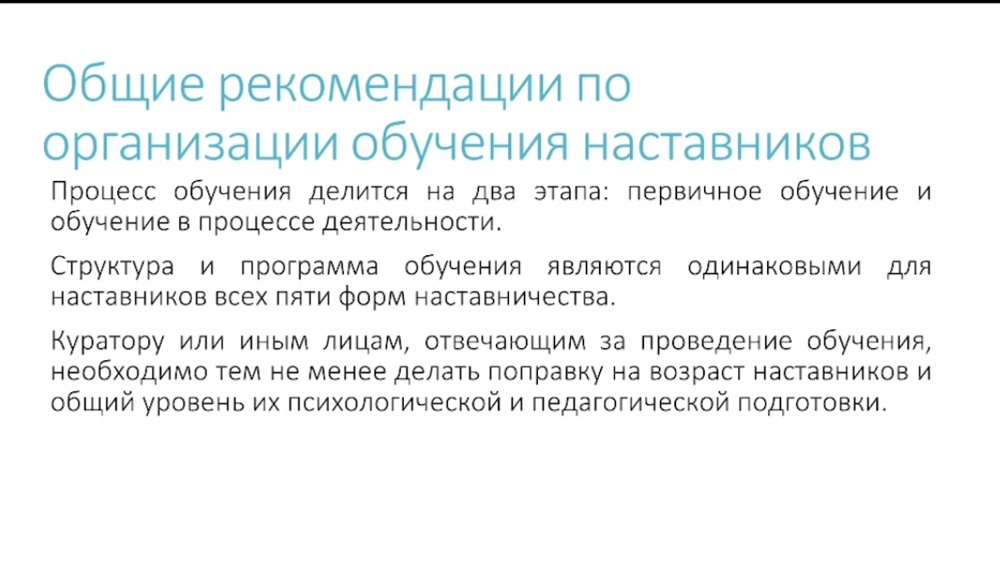 Общие рекомендации по
организации обучения наставников
Процесс обучения делится на два этапа: первичное обучение и
обучение в процессе деятельности.
Структура и программа обучения являются одинаковыми для
наставников всех пяти форм наставничества.
Куратору или иным лицам, отвечающим за проведение обучения,
необходимо тем не менее делать поправку на возраст наставников и
общий уровень их психологической и педагогической подготовки.